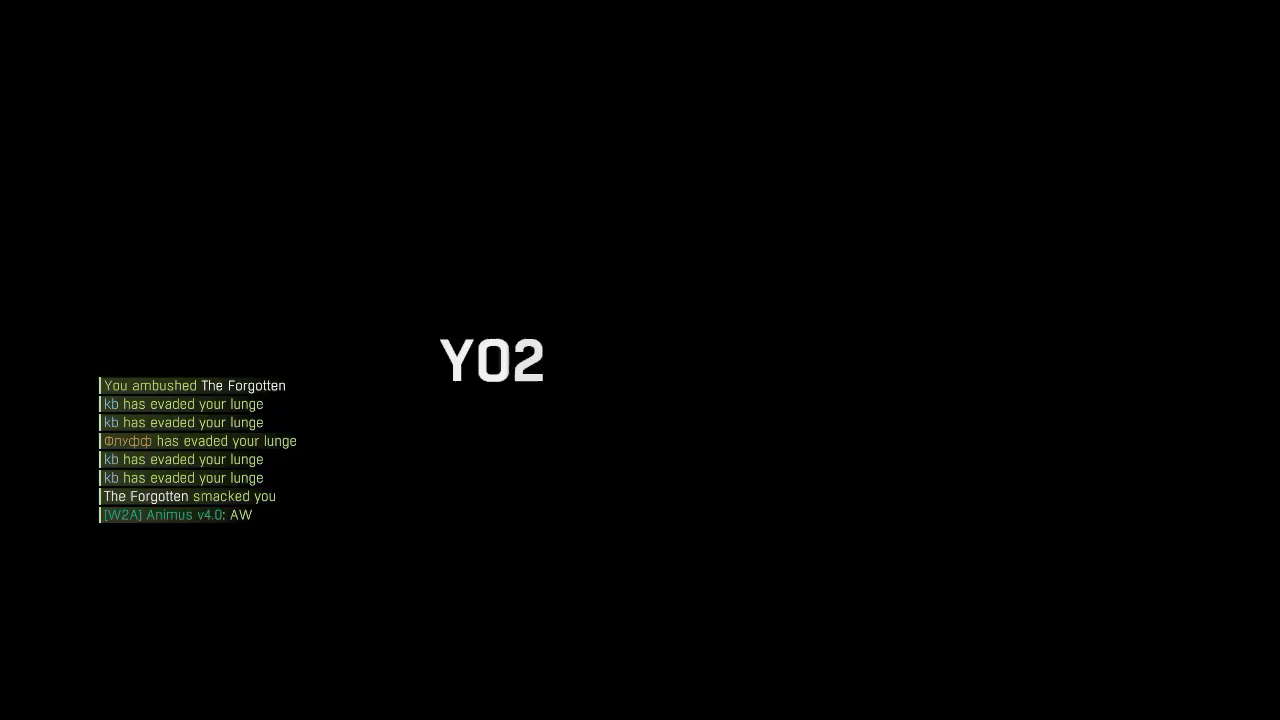 YO2
You ambushed The Forgotten
kb has evaded your lunge
kb has evaded your lunge
Флуфф has evaded your lunge
kb has evaded your lunge
kb has evaded your lunge
The Forgotten smacked you
[W2A] Animus v4.0: AW